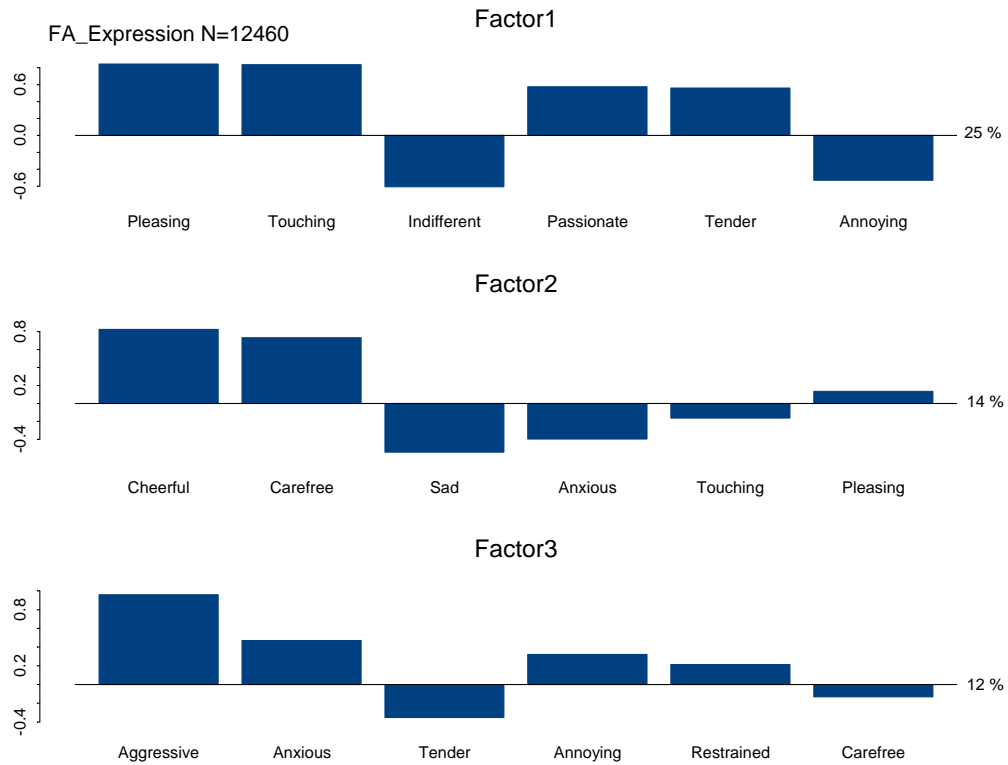 Factor1
FA_Expression N=12460
0.6
0.0
-0.6
25 %
Pleasing Touching Indifferent Passionate Tender Annoying
Factor2
0.8
0.2
-0.4
14 %
Cheerful Carefree Sad Anxious Touching Pleasing
Factor3
0.8
0.2
-0.4
12 %
Aggressive Anxious Tender Annoying Restrained Carefree